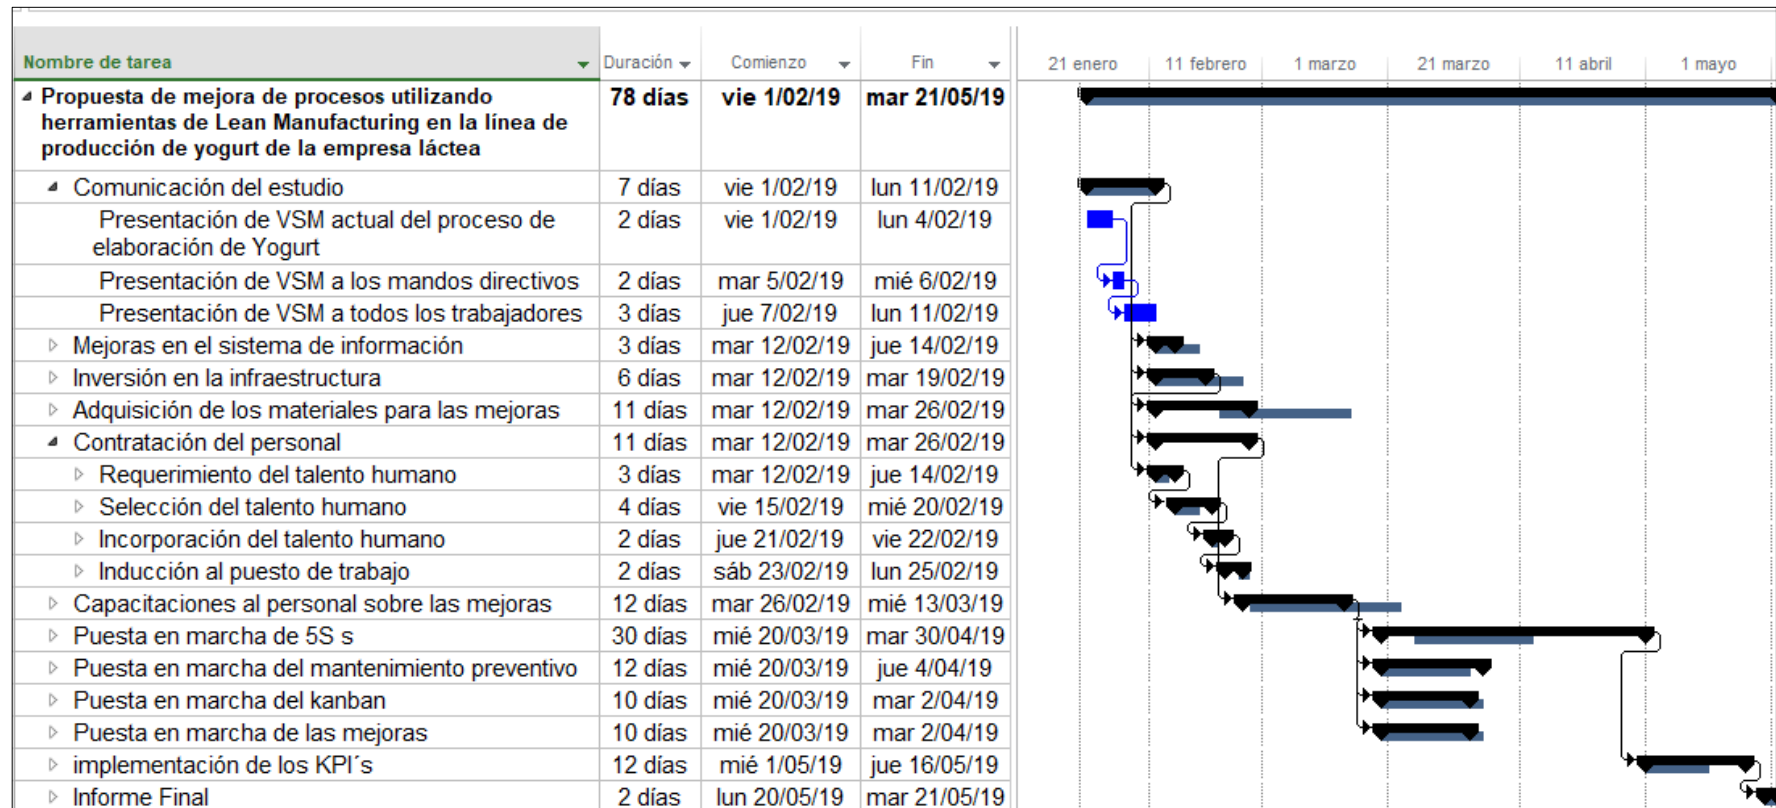 Nombre de tarea Duración Comienzo Fin 21 enero 11 febrero 1 marzo 21 marzo 11 abril 1 mayo
Propuesta de mejora de procesos utilizando 78 días vie 1/02/19 mar 21/05/19
herramientas de Lean Manufacturing en la línea de
producción de yogurt de la empresa láctea
Comunicación del estudio 7 días vie 1/02/19 lun 11/02/19
Presentación de VSM actual del proceso de 2 días vie 1/02/19 lun 4/02/19
elaboración de Yogurt
Presentación de VSM a los mandos directivos 2 días mar 5/02/19 mié 6/02/19
Presentación de VSM a todos los trabajadores 3 días jue 7/02/19 lun 11/02/19
Mejoras en el sistema de información 3 días mar 12/02/19 jue 14/02/19
Inversión en la infraestructura 6 días mar 12/02/19 mar 19/02/19
Adquisición de los materiales para las mejoras 11 días mar 12/02/19 mar 26/02/19
Contratación del personal 11 días mar 12/02/19 mar 26/02/19
Requerimiento del talento humano 3 días mar 12/02/19 jue 14/02/19
Selección del talento humano 4 días vie 15/02/19 mié 20/02/19
Incorporación del talento humano 2 días jue 21/02/19 vie 22/02/19
Inducción al puesto de trabajo 2 días sáb 23/02/19 lun 25/02/19
Capacitaciones al personal sobre las mejoras 12 días mar 26/02/19 mié 13/03/19
Puesta en marcha de 5S s 30 días mié 20/03/19 mar 30/04/19
Puesta en marcha del mantenimiento preventivo 12 días mié 20/03/19 jue 4/04/19
Puesta en marcha del kanban 10 días mié 20/03/19 mar 2/04/19
Puesta en marcha de las mejoras 10 días mié 20/03/19 mar 2/04/19
implementación de los KPI´s 12 días mié 1/05/19 jue 16/05/19
Informe Final 2 días lun 20/05/19 mar 21/05/19